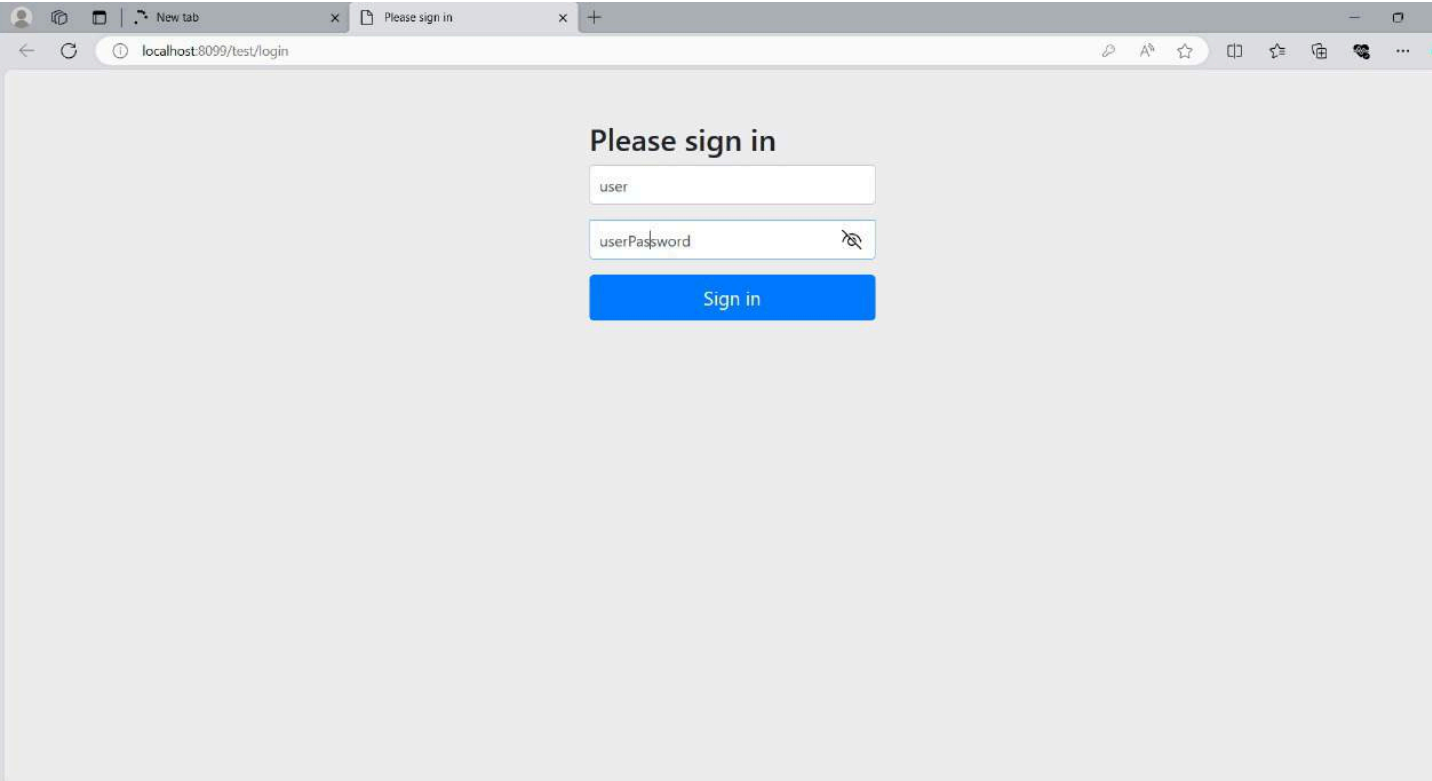 New tab
Please sign in
localhost:8099/test/login
Please sign in
user
userPassword
Sign in